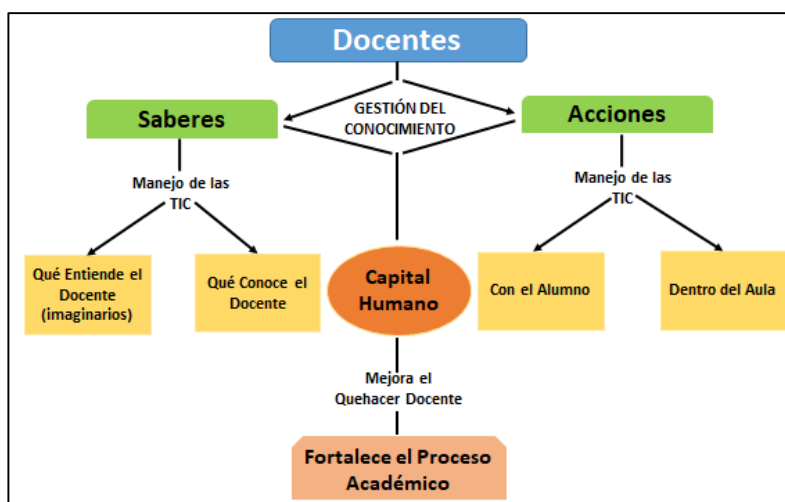 Docentes
GESTIÓN DEL
CONOCIMIENTO
Saberes
Acciones
Manejo de las
TIC
Manejo de las
TIC
Qué Entiende el
Docente
(imaginarios)
Qué Conoce el
Docente
Capital
Humano
Con el Alumno
Dentro del Aula
Mejora el
Quehacer Docente
Fortalece el Proceso
Académico